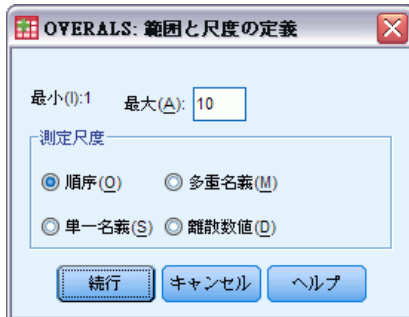 OVERALS: 範囲と尺度の定義
最小(I):1 最大(A): 10
測定尺度
順序(O) 多重名義(M)
単一名義(S) 離散数値(D)
続行 キャンセル ヘルプ